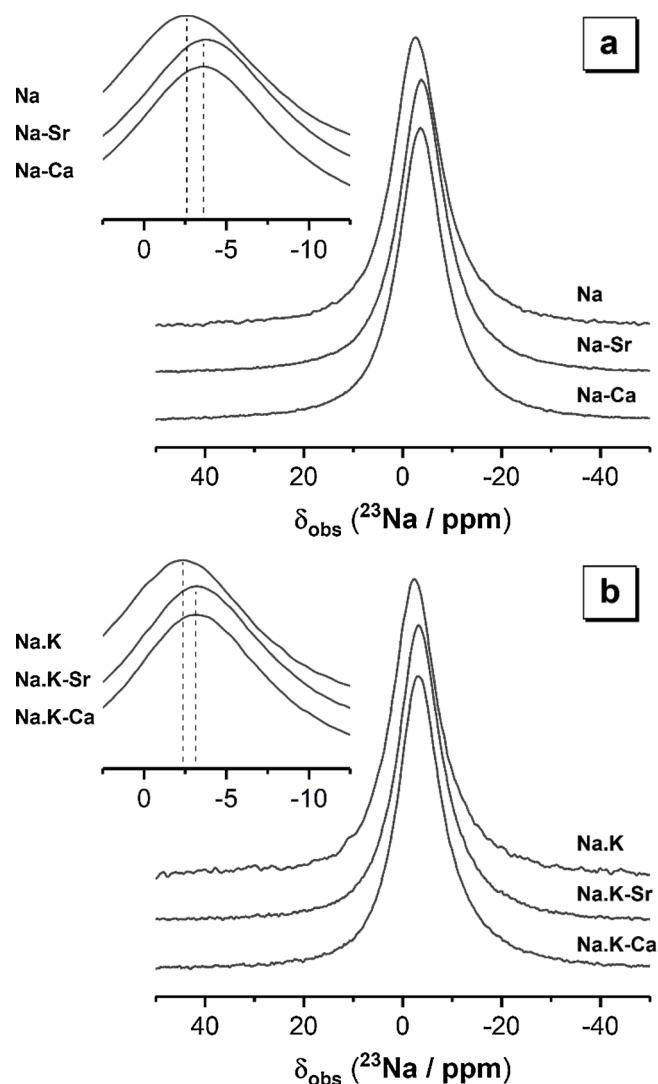 a
Na
Na-Sr
Na-Ca
0 -5 -10
Na
Na-Sr
Na-Ca
40 20 0 -20 -40
δobs (²³Na / ppm)
b
Na.K
Na.K-Sr
Na.K-Ca
0 -5 -10
Na.K
Na.K-Sr
Na.K-Ca
40 20 0 -20 -40
δobs (²³Na / ppm)